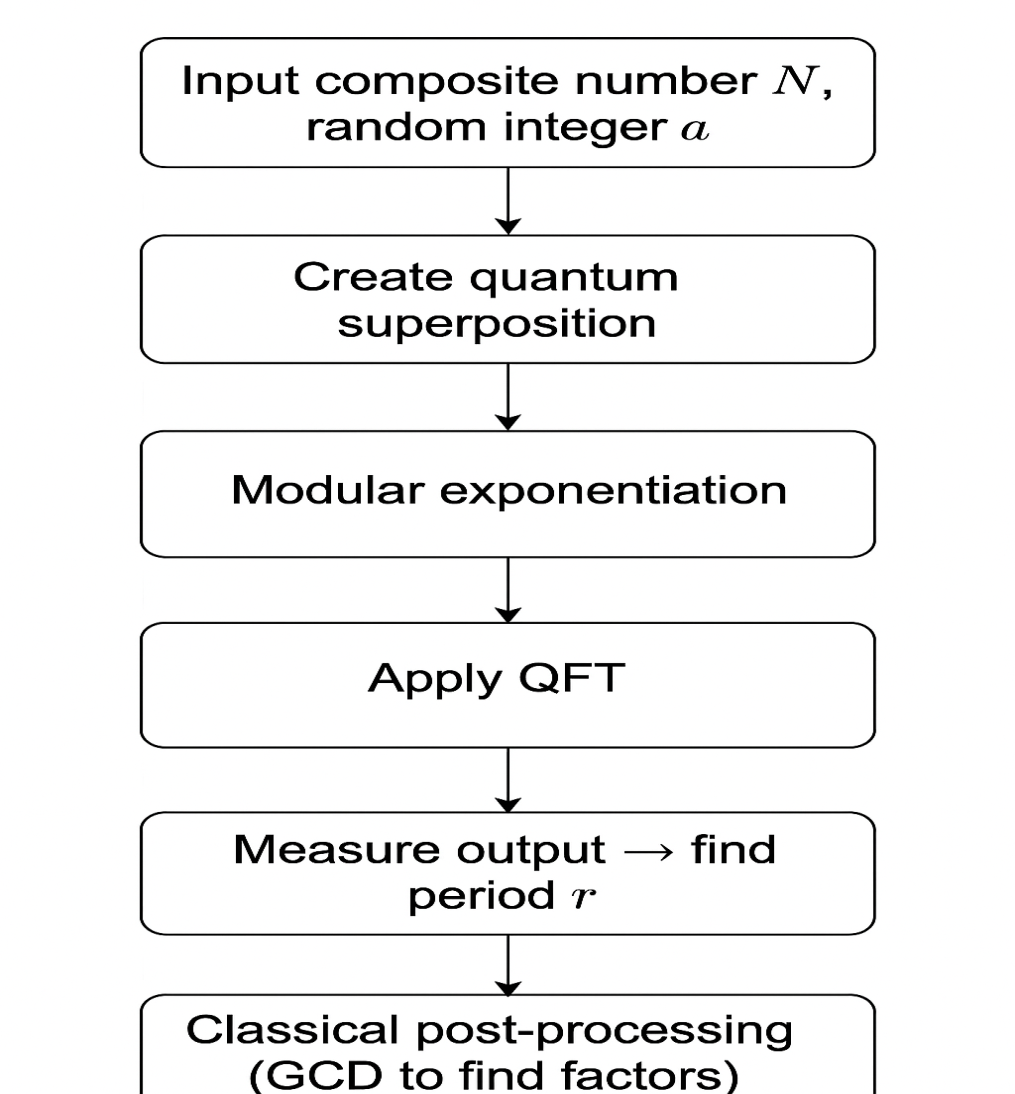 Input composite number N,
random integer a
Create quantum
superposition
Modular exponentiation
Apply QFT
Measure output → find
period r
Classical post-processing
(GCD to find factors)